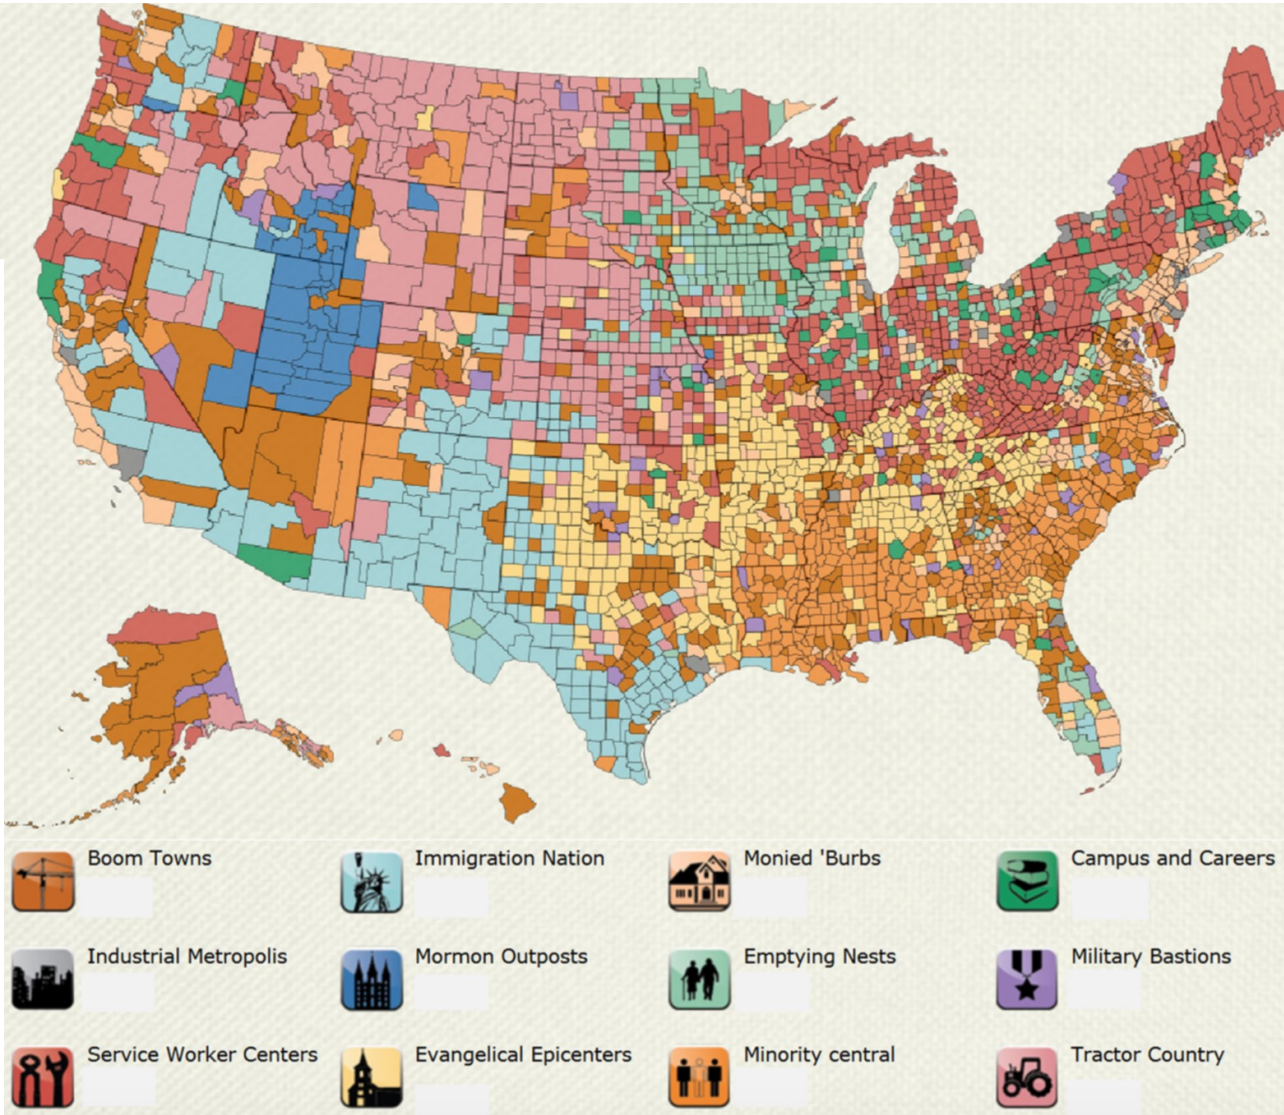 Boom Towns
Immigration Nation
Monied 'Burbs
Campus and Careers
Industrial Metropolis
Mormon Outposts
Emptying Nests
Military Bastions
Service Worker Centers
Evangelical Epicenters
Minority central
Tractor Country